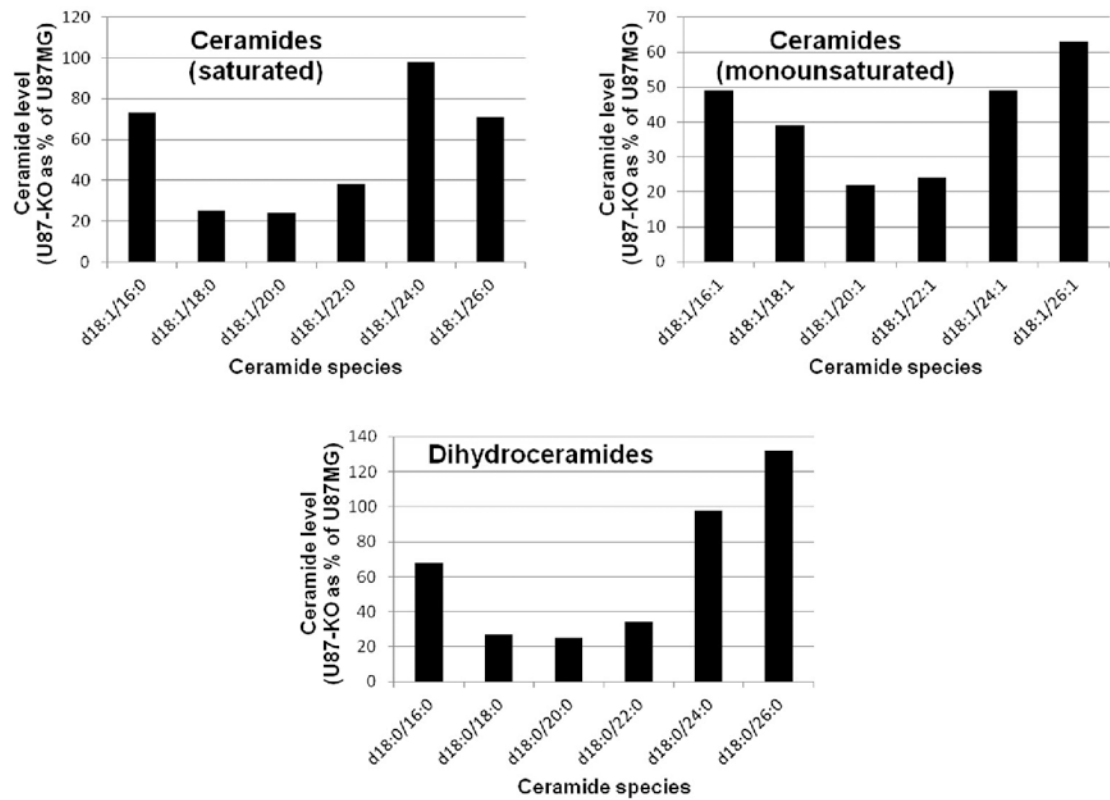 Ceramides
(saturated)
Ceramide level
(U87-KO as % of U87MG)
120
100
80
60
40
20
0
d18:1/16:0
d18:1/18:0
d18:1/20:0
d18:1/22:0
d18:1/24:0
d18:1/26:0
Ceramide species
Ceramides
(monounsaturated)
Ceramide level
(U87-KO as % of U87MG)
70
60
50
40
30
20
10
0
d18:1/16:1
d18:1/18:1
d18:1/20:1
d18:1/22:1
d18:1/24:1
d18:1/26:1
Ceramide species
Dihydroceramides
Ceramide level
(U87-KO as % of U87MG)
140
120
100
80
60
40
20
0
d18:0/16:0
d18:0/18:0
d18:0/20:0
d18:0/22:0
d18:0/24:0
d18:0/26:0
Ceramide species